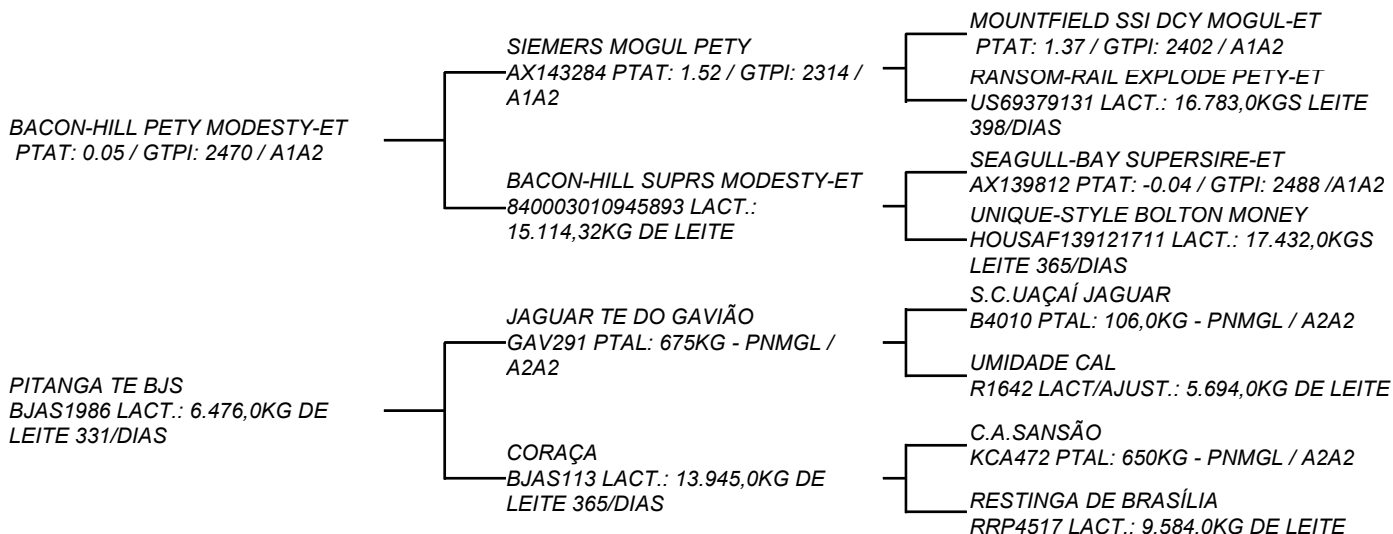 BACON-HILL PETY MODESTY-ET
PTAT: 0.05 / GTPI: 2470 / A1A2
SIEMERS MOGUL PETY
AX143284 PTAT: 1.52 / GTPI: 2314 /
A1A2
MOUNTFIELD SSI DCY MOGUL-ET
PTAT: 1.37 / GTPI: 2402 / A1A2
RANSOM-RAIL EXPLODE PETY-ET
US69379131 LACT.: 16.783,0KGS LEITE
398/DIAS
BACON-HILL SUPRS MODESTY-ET
840003010945893 LACT.:
15.114,32KG DE LEITE
SEAGULL-BAY SUPERSIRE-ET
AX139812 PTAT: -0.04 / GTPI: 2488 /A1A2
UNIQUE-STYLE BOLTON MONEY
HOUSAF139121711 LACT.: 17.432,0KGS
LEITE 365/DIAS
PITANGA TE BJS
BJAS1986 LACT.: 6.476,0KG DE
LEITE 331/DIAS
JAGUAR TE DO GAVIÃO
GAV291 PTAL: 675KG - PNMGL /
A2A2
S.C.UAÇAÍ JAGUAR
B4010 PTAL: 106,0KG - PNMGL / A2A2
UMIDADE CAL
R1642 LACT/AJUST.: 5.694,0KG DE LEITE
CORAÇA
BJAS113 LACT.: 13.945,0KG DE
LEITE 365/DIAS
C.A.SANSÃO
KCA472 PTAL: 650KG - PNMGL / A2A2
RESTINGA DE BRASÍLIA
RRP4517 LACT.: 9.584,0KG DE LEITE